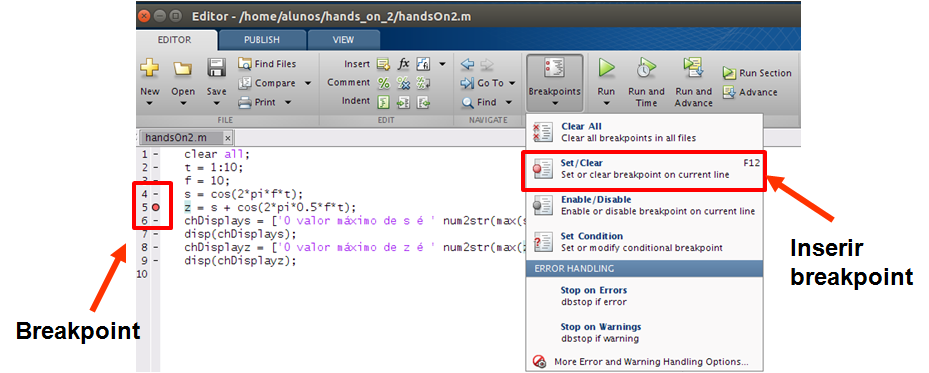 Editor - /home/alunos/hands_on_2/handsOn2.m
EDITOR PUBLISH VIEW
New Open Save Find Files Compare Print
Insert fx
Comment
Indent
Go To Find
Breakpoints Run Run and Time Run and Advance Run Section Advance
FILE EDIT NAVIGATE
handsOn2.m
1 clear all;
2 t = 1:10;
3 f = 10;
4 s = cos(2*pi*f*t);
5 z = s + cos(2*pi*0.5*f*t);
6 chDisplays = ['O valor máximo de s é ' num2str(max(
7 disp(chDisplays);
8 chDisplayz = ['O valor máximo de z é ' num2str(max(
9 disp(chDisplayz);
10
Clear All
Clear all breakpoints in all files
Set/Clear F12
Set or clear breakpoint on current line
Enable/Disable
Enable or disable breakpoint on current line
Set Condition
Set or modify conditional breakpoint
ERROR HANDLING
Stop on Errors
dbstop if error
Stop on Warnings
dbstop if warning
More Error and Warning Handling Options...
Breakpoint
Inserir
breakpoint